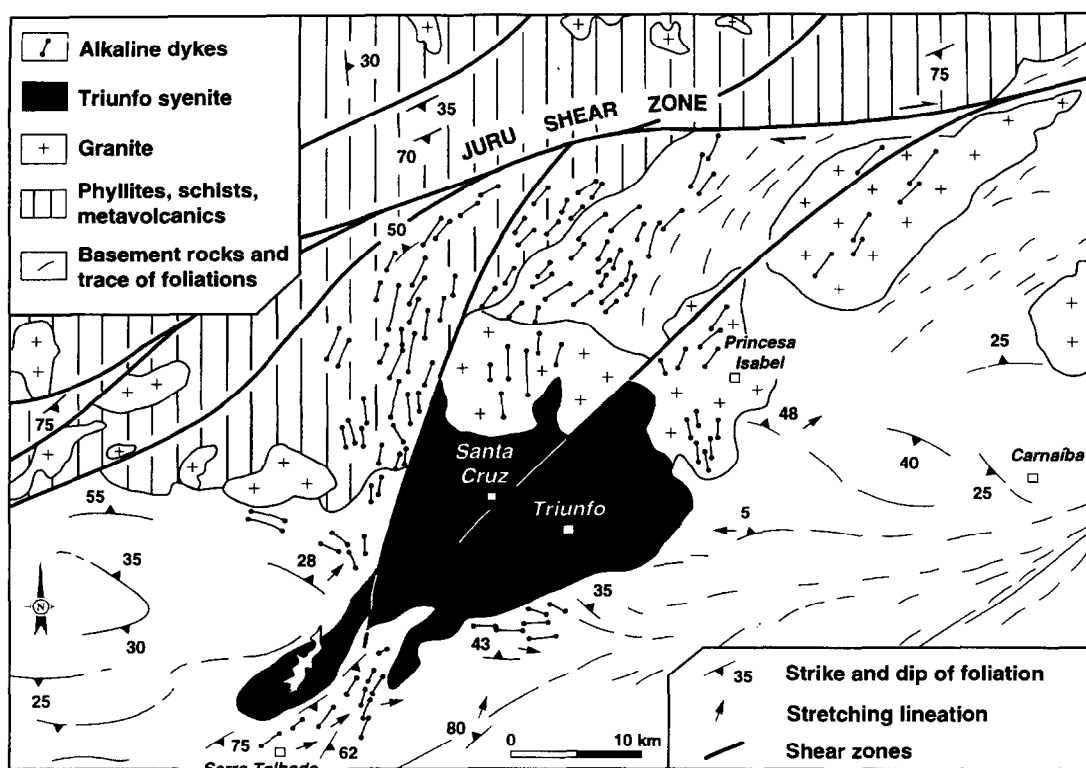 Alkaline dykes
Triunfo syenite
Granite
Phyllites, schists,
metavolcanics
Basement rocks and
trace of foliations
30
35
70
75
JURU SHEAR ZONE
50
75
Princesa
Isabel
25
48
40
Carnaíba
25
Santa
Cruz
Triunfo
5
55
28
35
35
N
30
43
25
80
75
62
0 10 km
35 Strike and dip of foliation
Stretching lineation
Shear zones